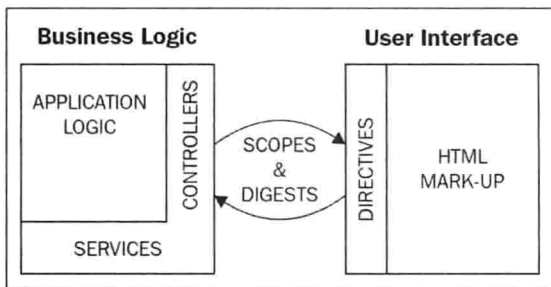 Business Logic
User Interface
APPLICATION
LOGIC
CONTROLLERS
SERVICES
SCOPES
&
DIGESTS
DIRECTIVES
HTML
MARK-UP